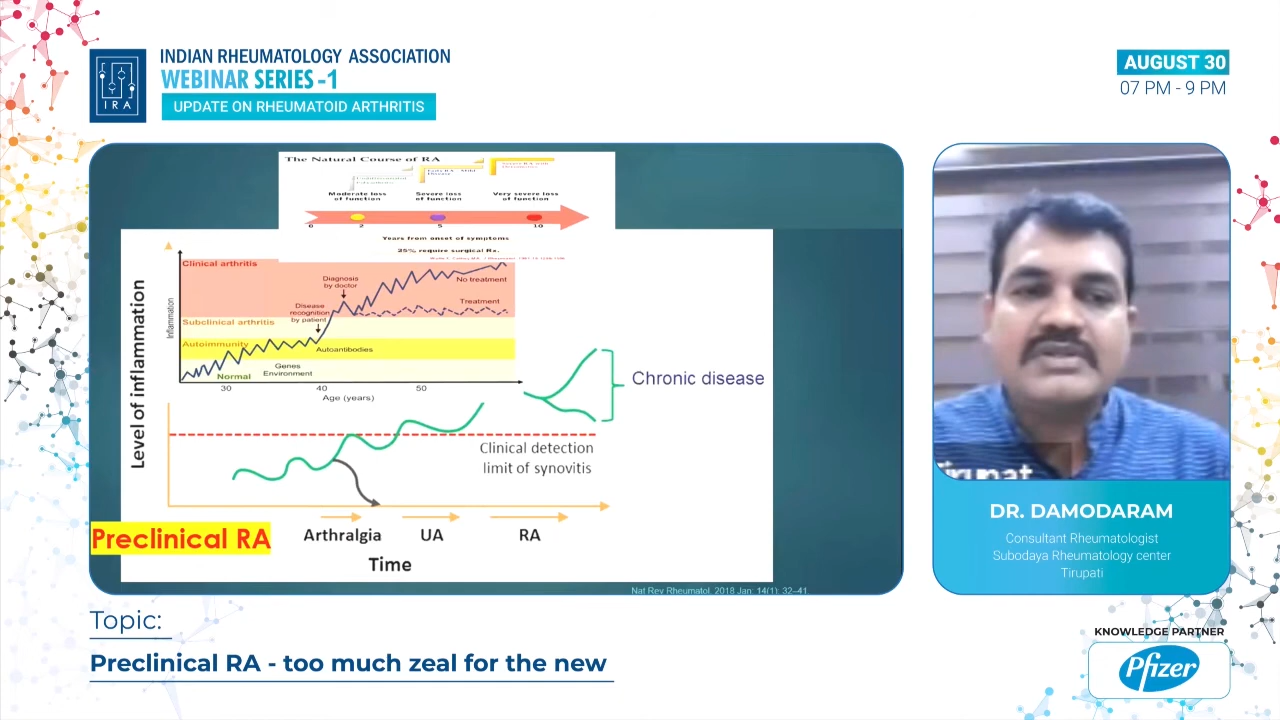 INDIAN RHEUMATOLOGY ASSOCIATION
WEBINAR SERIES -1
UPDATE ON RHEUMATOID ARTHRITIS
IRA
AUGUST 30
07 PM - 9 PM
The Natural Course of RA
Moderate loss of function
Severe loss of function
Very severe loss of function
0 2 5 10
Years from onset of symptoms
25% require surgical Rx.
Level of inflammation
Inflammation
Clinical arthritis
Diagnosis by doctor
No treatment
Disease recognition by patient
Treatment
Subclinical arthritis
Autoimmunity
Autoantibodies
Genes
Environment
Normal
30 40 50
Age (years)
Chronic disease
Clinical detection
limit of synovitis
Preclinical RA
Arthralgia UA RA
Time
Nat Rev Rheumatol. 2018 Jan; 14(1): 32–41.
DR. DAMODARAM
Consultant Rheumatologist
Subodaya Rheumatology center
Tirupati
Topic:
Preclinical RA - too much zeal for the new
KNOWLEDGE PARTNER
Pfizer